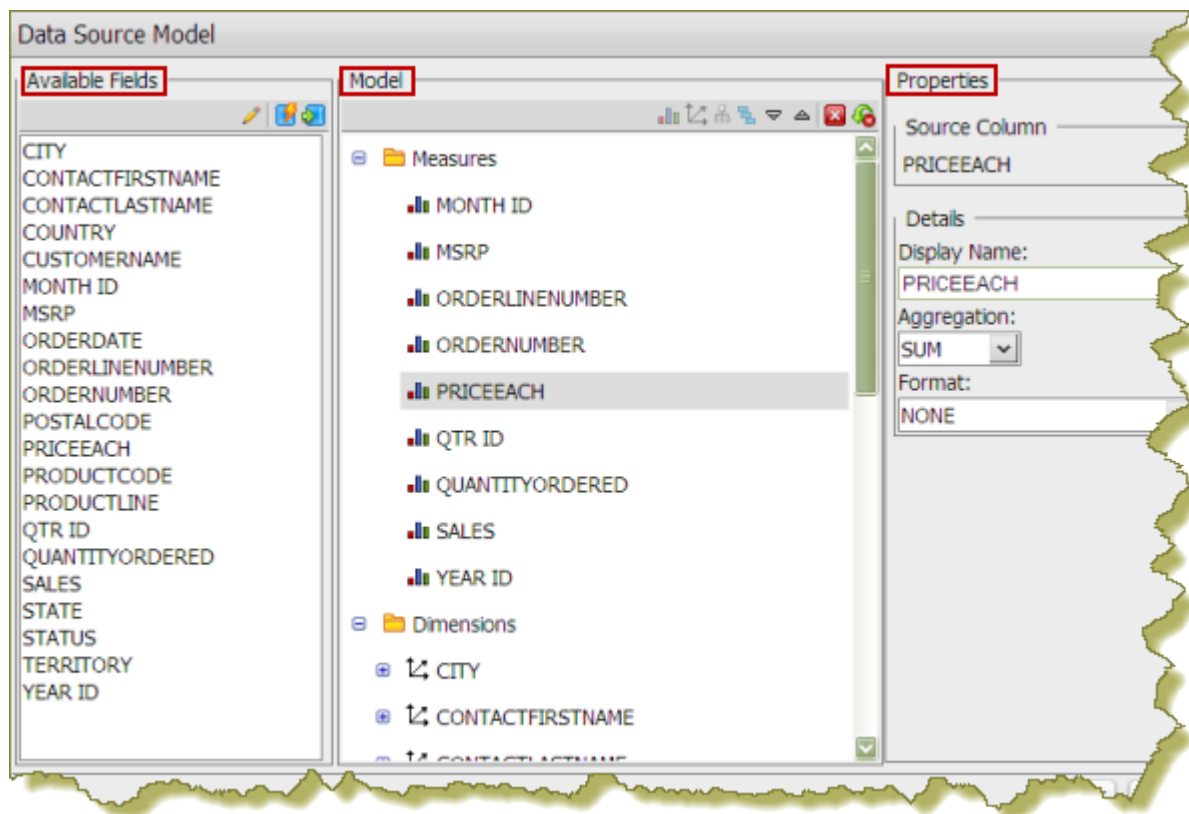 Data Source Model
Available Fields
CITY
CONTACTFIRSTNAME
CONTACTLASTNAME
COUNTRY
CUSTOMERNAME
MONTH ID
MSRP
ORDERDATE
ORDERLINENUMBER
ORDERNUMBER
POSTALCODE
PRICEEACH
PRODUCTCODE
PRODUCTLINE
QTR ID
QUANTITYORDERED
SALES
STATE
STATUS
TERRITORY
YEAR ID
Model
Measures
MONTH ID
MSRP
ORDERLINENUMBER
ORDERNUMBER
PRICEEACH
QTR ID
QUANTITYORDERED
SALES
YEAR ID
Dimensions
CITY
CONTACTFIRSTNAME
CONTACTLASTNAME
Properties
Source Column
PRICEEACH
Details
Display Name:
PRICEEACH
Aggregation:
SUM
Format:
NONE